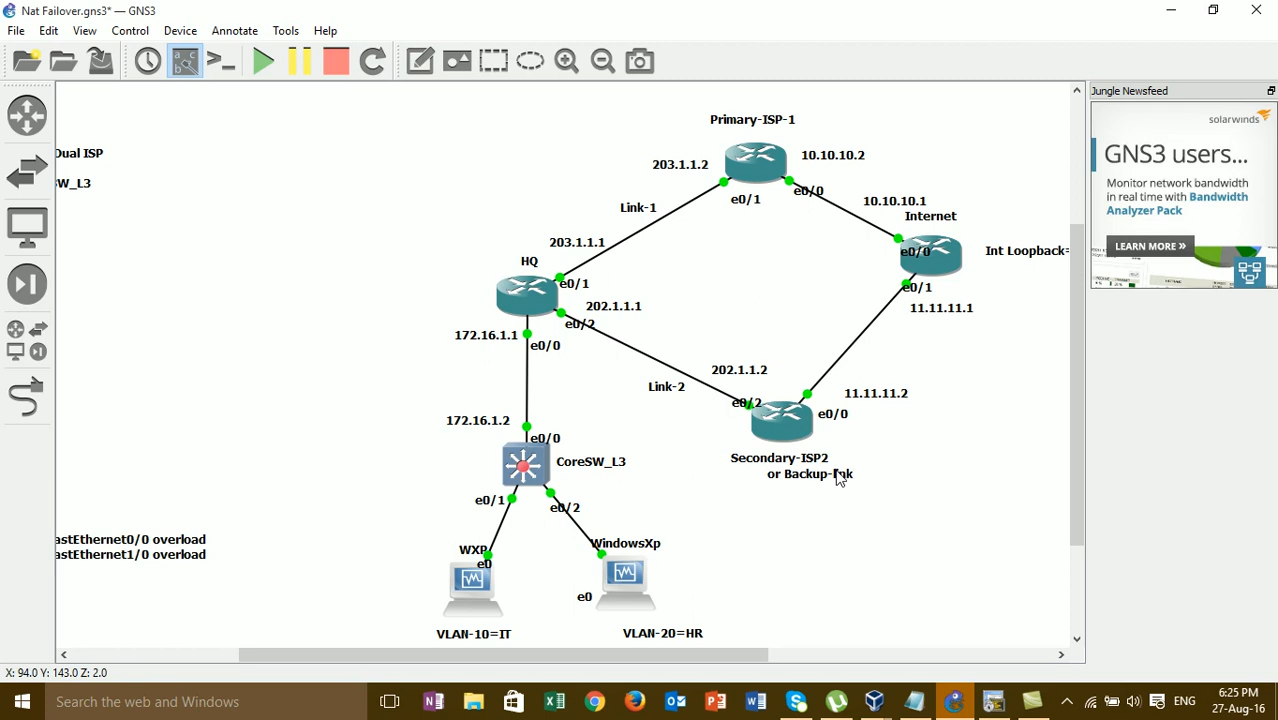 Nat Failover.gns3* — GNS3
File Edit View Control Device Annotate Tools Help
Jungle Newsfeed
solarwinds
GNS3 users...
Monitor network bandwidth
in real time with Bandwidth
Analyzer Pack
LEARN MORE »
Dual ISP
SW_L3
Primary-ISP-1
203.1.1.2
10.10.10.2
e0/1
e0/0
Link-1
10.10.10.1
Internet
203.1.1.1
HQ
e0/0
Int Loopback=
e0/1
e0/1
202.1.1.1
11.11.11.1
e0/2
172.16.1.1
e0/0
202.1.1.2
Link-2
11.11.11.2
e0/2
e0/0
172.16.1.2
e0/0
CoreSW_L3
Secondary-ISP2
or Backup-link
e0/1
e0/2
astEthernet0/0 overload
astEthernet1/0 overload
WXP
WindowsXp
e0
e0
VLAN-10=IT
VLAN-20=HR
X: 94.0 Y: 143.0 Z: 2.0
Search the web and Windows
ENG
6:25 PM
27-Aug-16